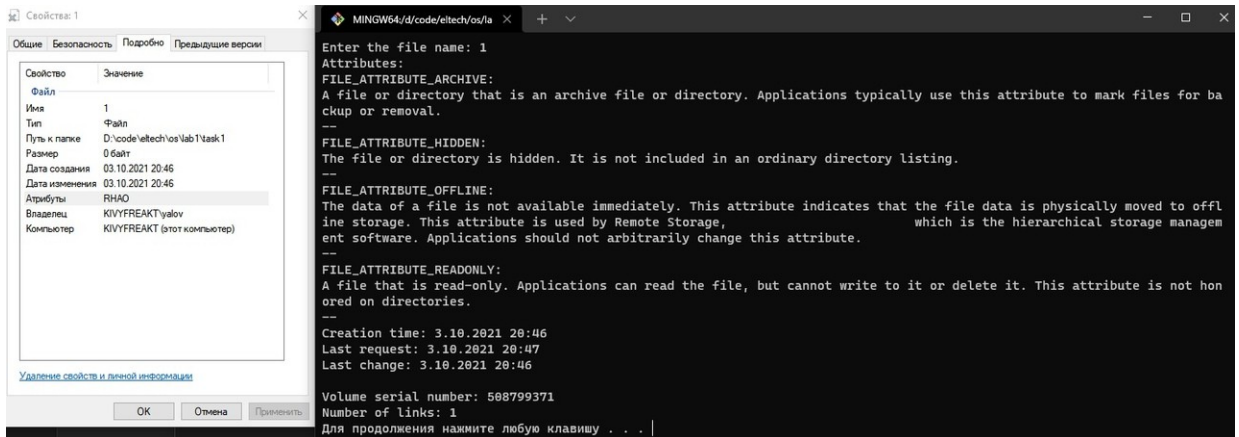 Свойства: 1
Общие Безопасность Подробно Предыдущие версии
Свойство Значение
Файл
Имя 1
Тип Файл
Путь к папке D:\code\eltech\os\lab1\task1
Размер 0 байт
Дата создания 03.10.2021 20:46
Дата изменения 03.10.2021 20:46
Атрибуты RHAO
Владелец KIVYFREAKT\yalov
Компьютер KIVYFREAKT (этот компьютер)
Удаление свойств и личной информации
OK Отмена Применить
MINGW64:/d/code/eltech/os/la
Enter the file name: 1
Attributes:
FILE_ATTRIBUTE_ARCHIVE:
A file or directory that is an archive file or directory. Applications typically use this attribute to mark files for ba
ckup or removal.
--
FILE_ATTRIBUTE_HIDDEN:
The file or directory is hidden. It is not included in an ordinary directory listing.
--
FILE_ATTRIBUTE_OFFLINE:
The data of a file is not available immediately. This attribute indicates that the file data is physically moved to offl
ine storage. This attribute is used by Remote Storage, which is the hierarchical storage managem
ent software. Applications should not arbitrarily change this attribute.
--
FILE_ATTRIBUTE_READONLY:
A file that is read-only. Applications can read the file, but cannot write to it or delete it. This attribute is not hon
ored on directories.
--
Creation time: 3.10.2021 20:46
Last request: 3.10.2021 20:47
Last change: 3.10.2021 20:46
Volume serial number: 508799371
Number of links: 1
Для продолжения нажмите любую клавишу . . .